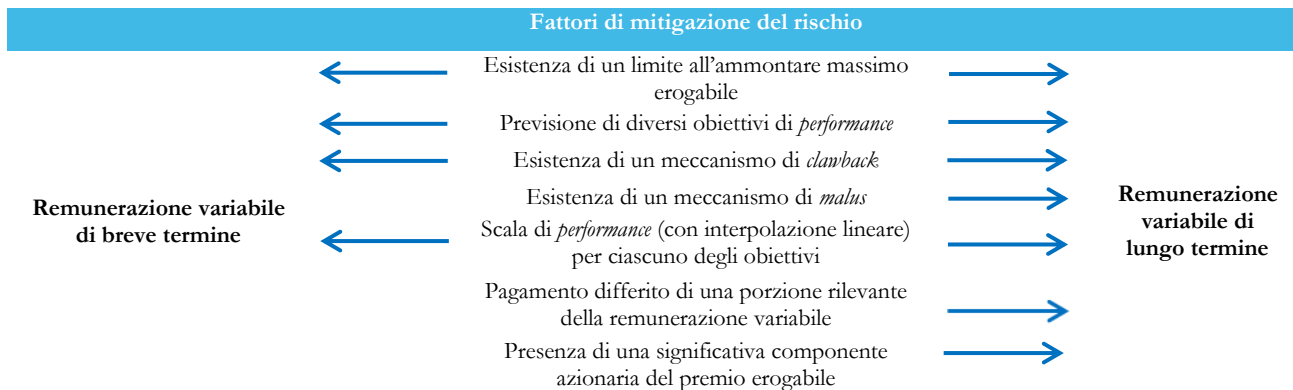 Fattori di mitigazione del rischio
Esistenza di un limite all’ammontare massimo
erogabile
Previsione di diversi obiettivi di performance
Esistenza di un meccanismo di clawback
Esistenza di un meccanismo di malus
Remunerazione variabile
di breve termine
Scala di performance (con interpolazione lineare)
per ciascuno degli obiettivi
Remunerazione
variabile di
lungo termine
Pagamento differito di una porzione rilevante
della remunerazione variabile
Presenza di una significativa componente
azionaria del premio erogabile